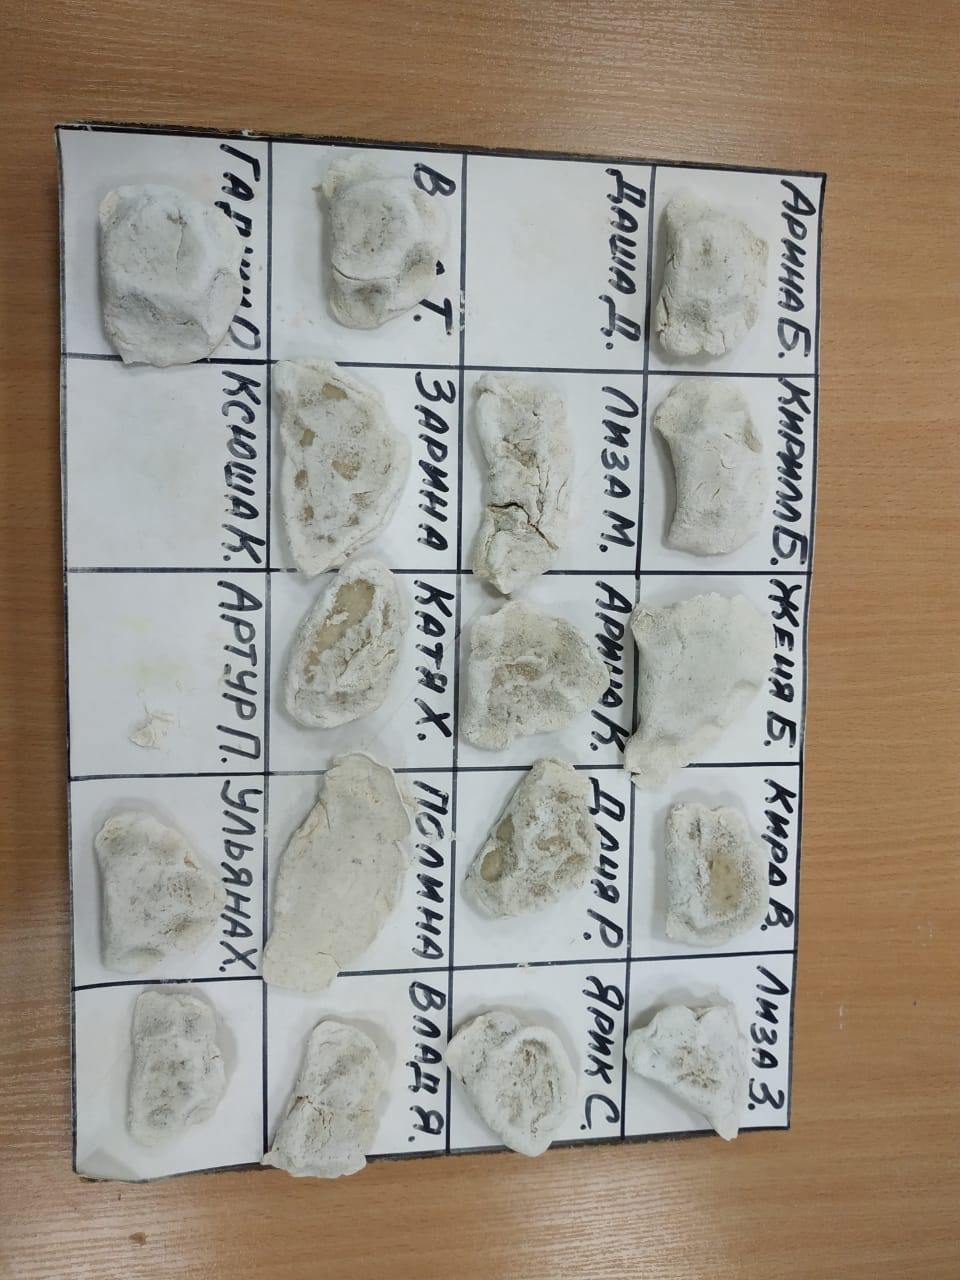 АРИНА Б. КИРИЛЛ Б. ЖЕНЯ Б. КИРА В. ЛИЗА З.
ДАША Д. ЛИЗА М. АРИНА К. ДАНЯ Р. ЯРИК С.
В Т. ЗАРИНА КАТЯ Х. ПОЛИНА ВЛАД Я.
КСЮША К. АРТУР П. УЛЬЯНА Х.